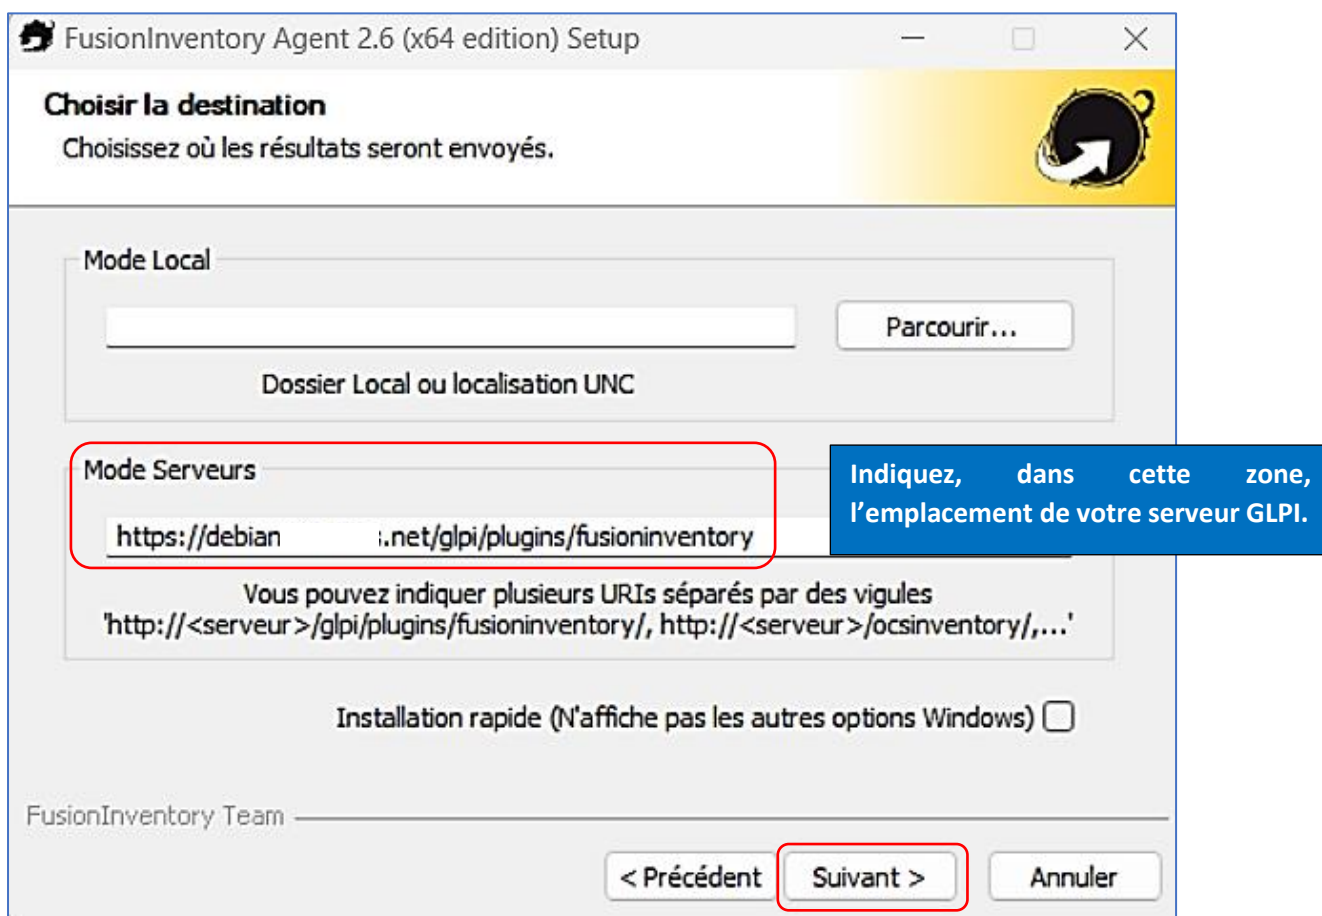 FusionInventory Agent 2.6 (x64 edition) Setup
Choisir la destination
Choisissez où les résultats seront envoyés.
Mode Local
Parcourir...
Dossier Local ou localisation UNC
Mode Serveurs
https://debian .net/glpi/plugins/fusioninventory
Indiquez, dans cette zone,
l’emplacement de votre serveur GLPI.
Vous pouvez indiquer plusieurs URIs séparés par des vigules
'http://<serveur>/glpi/plugins/fusioninventory/, http://<serveur>/ocsinventory/,...'
Installation rapide (N'affiche pas les autres options Windows)
FusionInventory Team
< Précédent
Suivant >
Annuler